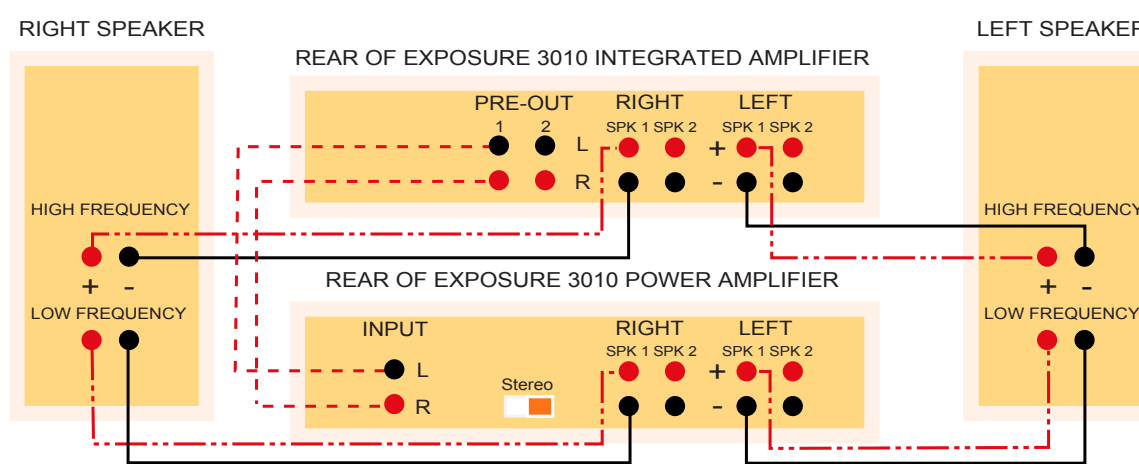 RIGHT SPEAKER
LEFT SPEAKER
REAR OF EXPOSURE 3010 INTEGRATED AMPLIFIER
PRE-OUT RIGHT LEFT
1 2 SPK 1 SPK 2 SPK 1 SPK 2
L +
R -
HIGH FREQUENCY
HIGH FREQUENCY
+ -
+ -
REAR OF EXPOSURE 3010 POWER AMPLIFIER
LOW FREQUENCY
LOW FREQUENCY
INPUT RIGHT LEFT
SPK 1 SPK 2 SPK 1 SPK 2
L +
Stereo
R -